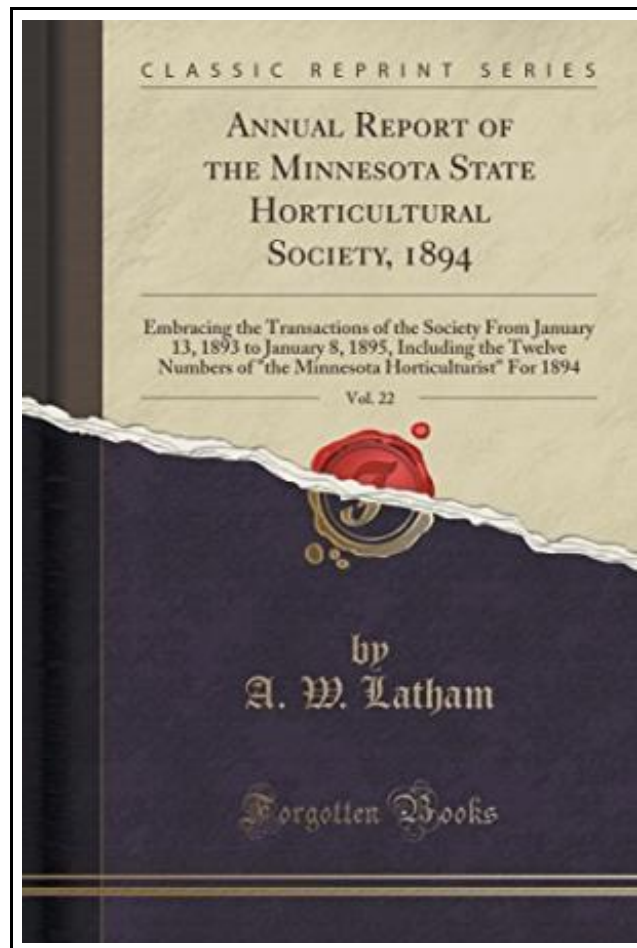 CLASSIC REPRINT SERIES
ANNUAL REPORT OF
THE MINNESOTA STATE
HORTICULTURAL
SOCIETY, 1894
Embracing the Transactions of the Society From January
13, 1893 to January 8, 1895, Including the Twelve
Numbers of "the Minnesota Horticulturist" For 1894
Vol. 22
by
A. W. Latham
Forgotten Books